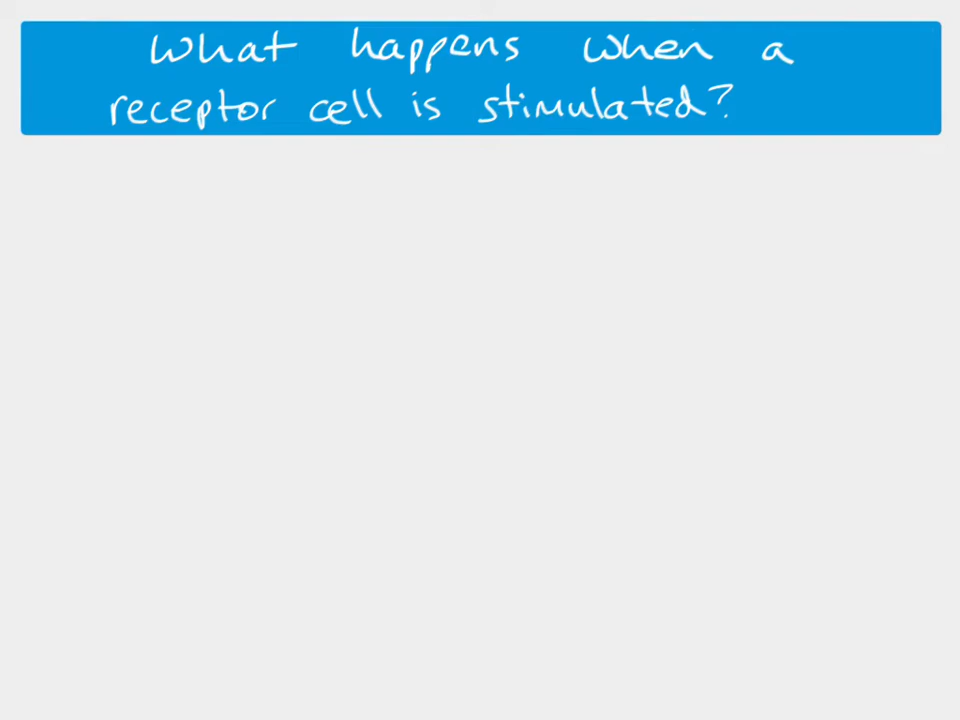 What happens when a
receptor cell is stimulated?